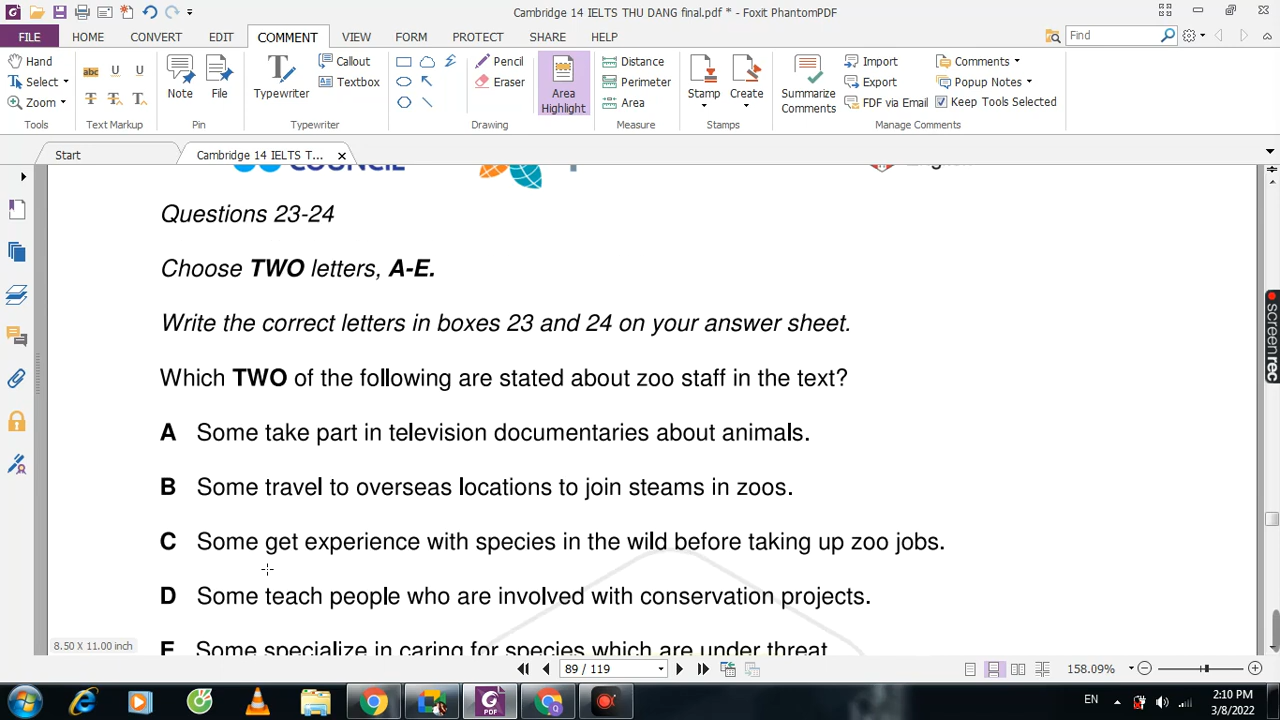 Cambridge 14 IELTS THU DANG final.pdf * - Foxit PhantomPDF
FILE HOME CONVERT EDIT COMMENT VIEW FORM PROTECT SHARE HELP Find
Hand
Select
Zoom
Tools
abc U U
T T T
Text Markup
Note File
Pin
Typewriter
Callout
Textbox
Typewriter
Pencil
Eraser
Drawing
Area
Highlight
Distance
Perimeter
Area
Measure
Stamp Create
Stamps
Summarize
Comments
Import
Export
FDF via Email
Comments
Popup Notes
Keep Tools Selected
Manage Comments
Start Cambridge 14 IELTS T...
COUNCIL
Questions 23-24
Choose TWO letters, A-E.
Write the correct letters in boxes 23 and 24 on your answer sheet.
Which TWO of the following are stated about zoo staff in the text?
A Some take part in television documentaries about animals.
B Some travel to overseas locations to join steams in zoos.
C Some get experience with species in the wild before taking up zoo jobs.
D Some teach people who are involved with conservation projects.
E Some specialize in caring for species which are under threat.
screenrec
8.50 X 11.00 inch
89 / 119
158.09%
EN
2:10 PM
3/8/2022